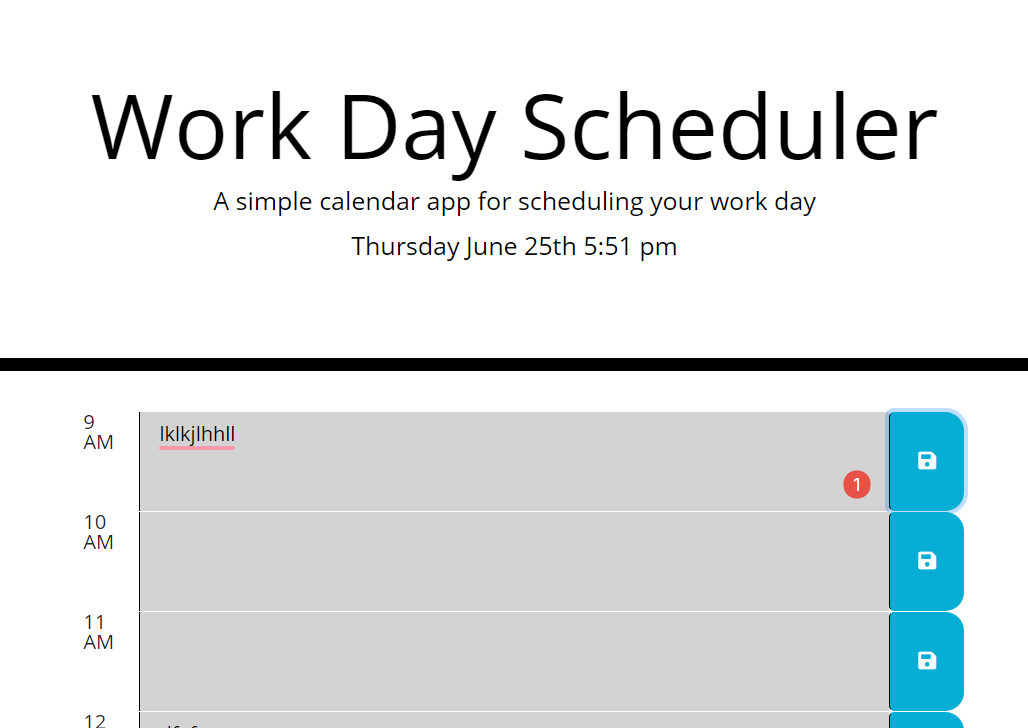 Work Day Scheduler
A simple calendar app for scheduling your work day
Thursday June 25th 5:51 pm
9
AM
lklkjlhhll
1
10
AM
11
AM
12